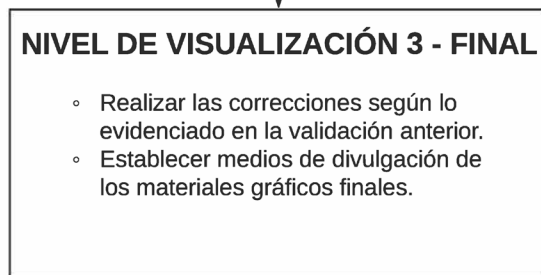 NIVEL DE VISUALIZACIÓN 3 - FINAL
◦ Realizar las correcciones según lo
evidenciado en la validación anterior.
◦ Establecer medios de divulgación de
los materiales gráficos finales.